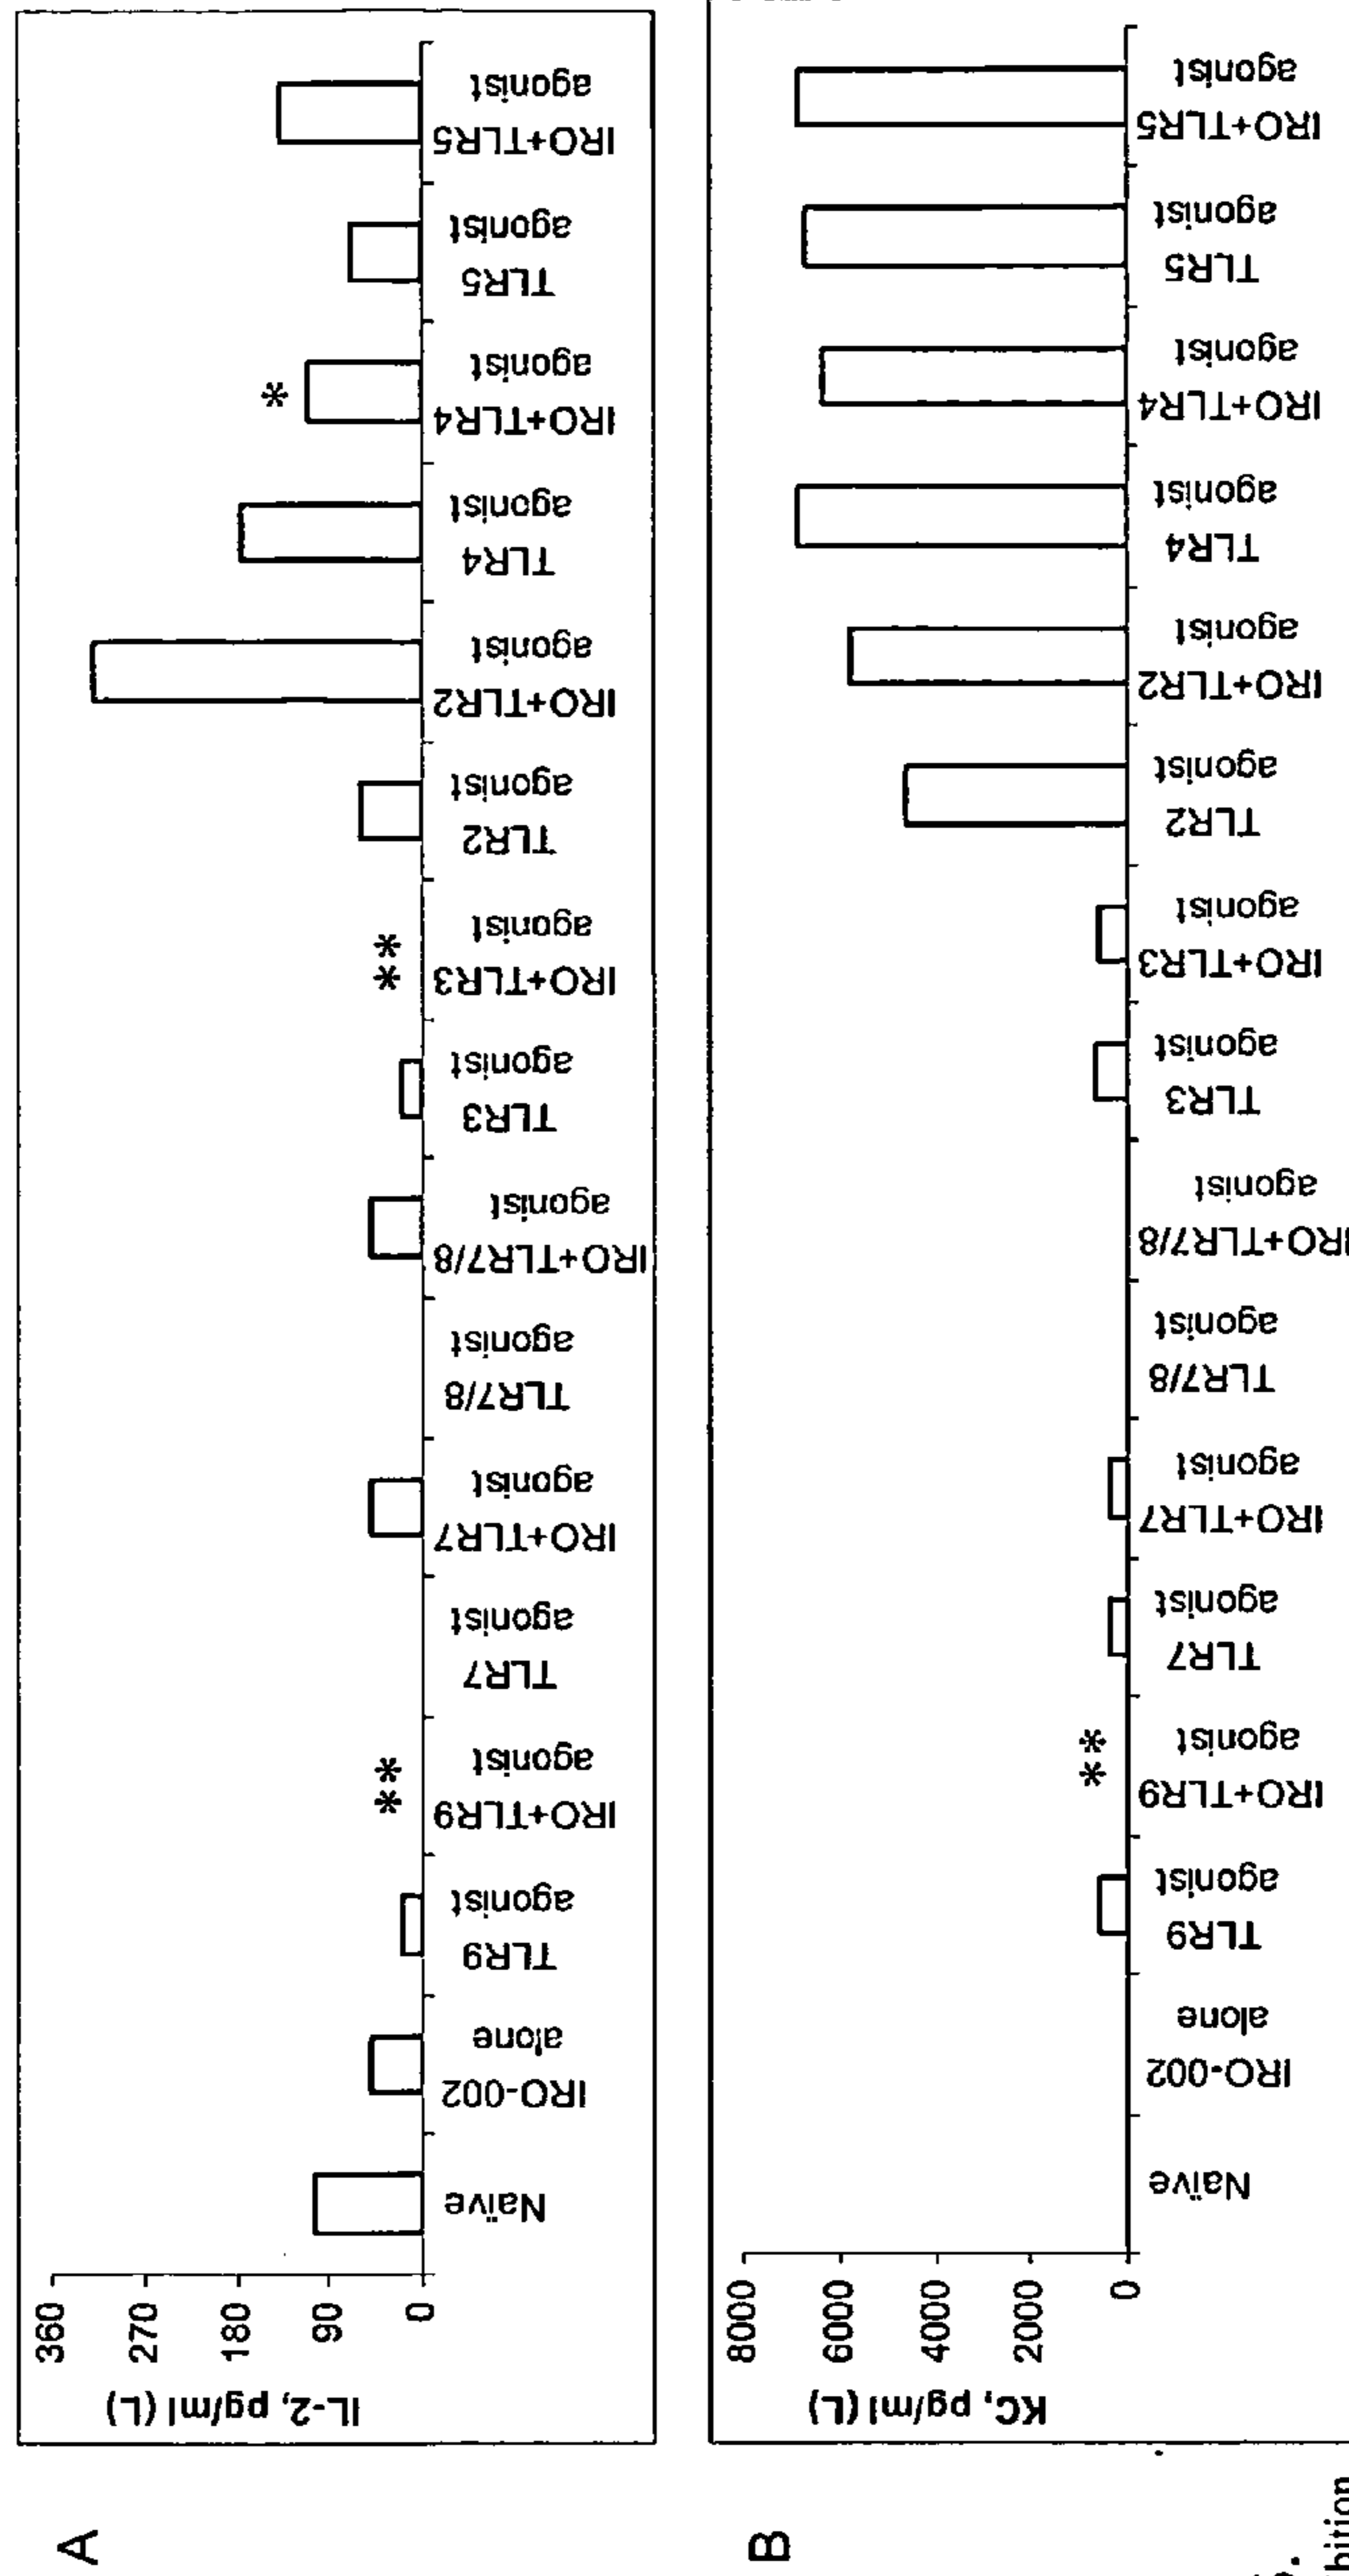 A
IL-2, pg/ml (L)
360
270
180
90
0
Naïve
IRO-002
alone
TLR9
agonist
**
IRO+TLR9
agonist
TLR7
agonist
IRO+TLR7
agonist
TLR7/8
agonist
IRO+TLR7/8
agonist
TLR3
agonist
**
IRO+TLR3
agonist
TLR2
agonist
IRO+TLR2
agonist
TLR4
agonist
*
IRO+TLR4
agonist
TLR5
agonist
IRO+TLR5
agonist
B
KC, pg/ml (L)
8000
6000
4000
2000
0
Naïve
IRO-002
alone
TLR9
agonist
**
IRO+TLR9
agonist
TLR7
agonist
IRO+TLR7
agonist
TLR7/8
agonist
IRO+TLR7/8
agonist
TLR3
agonist
IRO+TLR3
agonist
TLR2
agonist
IRO+TLR2
agonist
TLR4
agonist
IRO+TLR4
agonist
TLR5
agonist
IRO+TLR5
agonist
bition